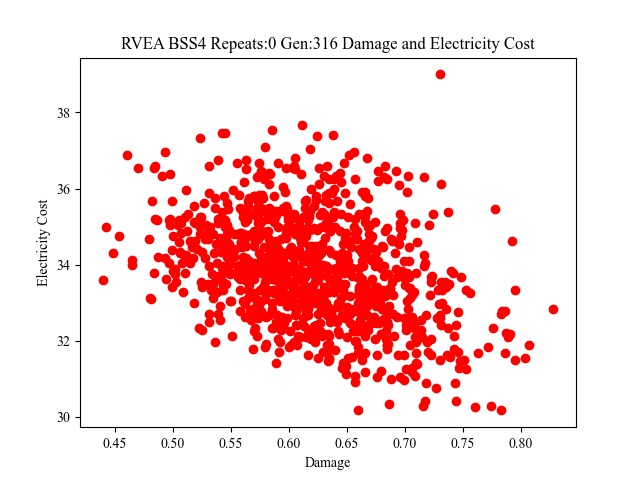 RVEA BSS4 Repeats:0 Gen:316 Damage and Electricity Cost
Electricity Cost
38
36
34
32
30
0.45 0.50 0.55 0.60 0.65 0.70 0.75 0.80
Damage